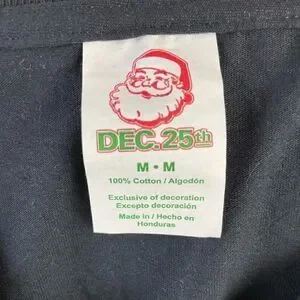 DEC. 25th
M • M
100% Cotton / Algodón
Exclusive of decoration
Excepto decoración
Made in / Hecho en
Honduras